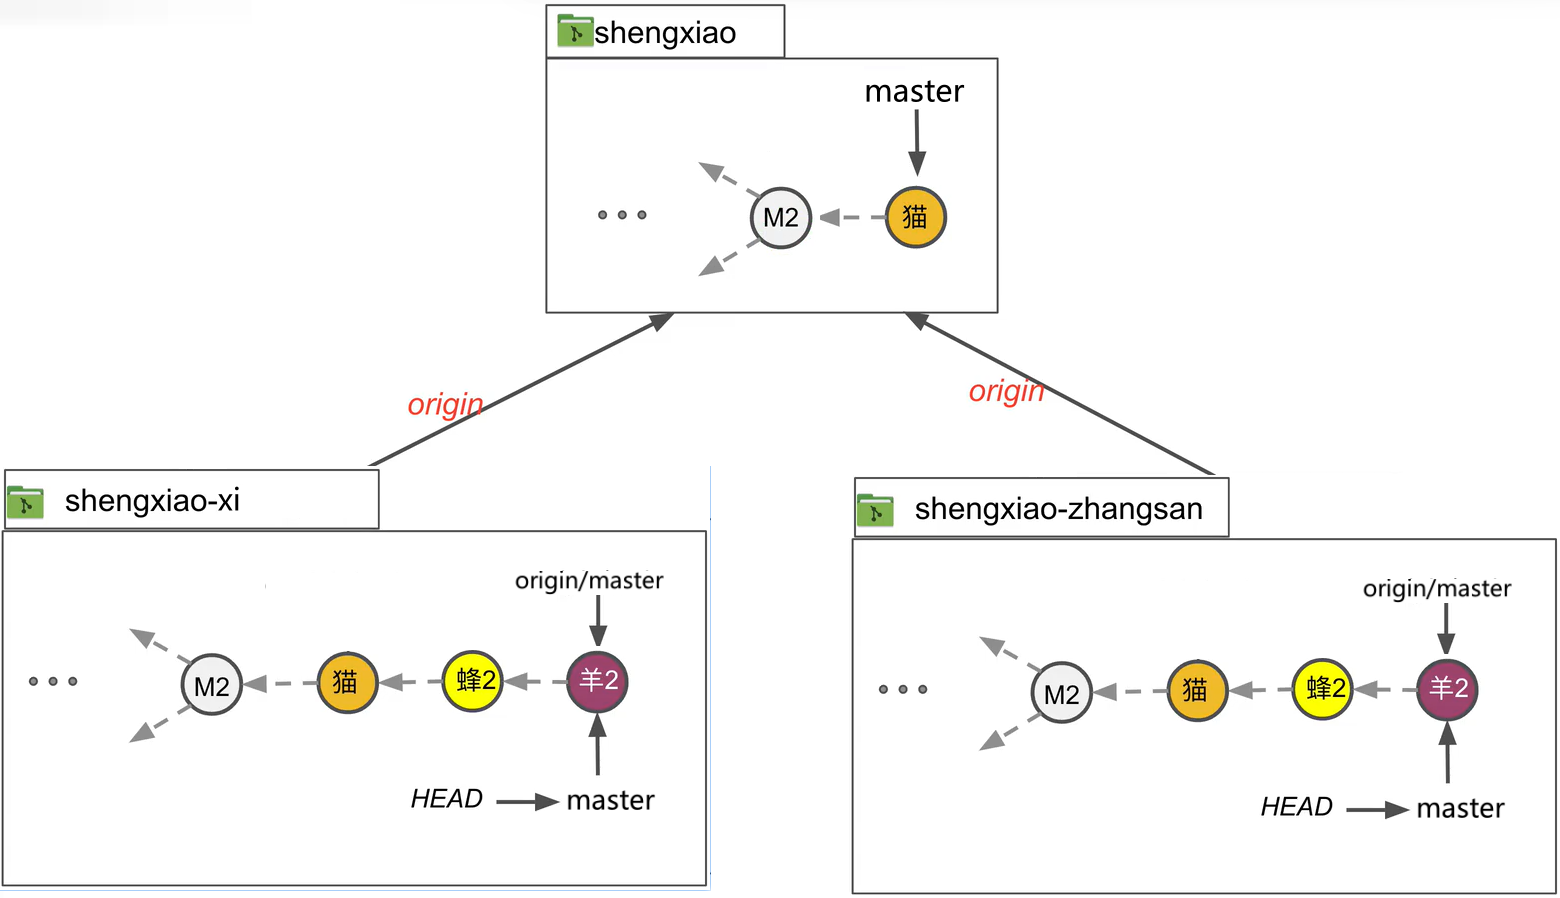 shengxiao
master
M2
猫
origin
origin
shengxiao-xi
origin/master
M2
猫
蜂2
羊2
HEAD
master
shengxiao-zhangsan
origin/master
M2
猫
蜂2
羊2
HEAD
master